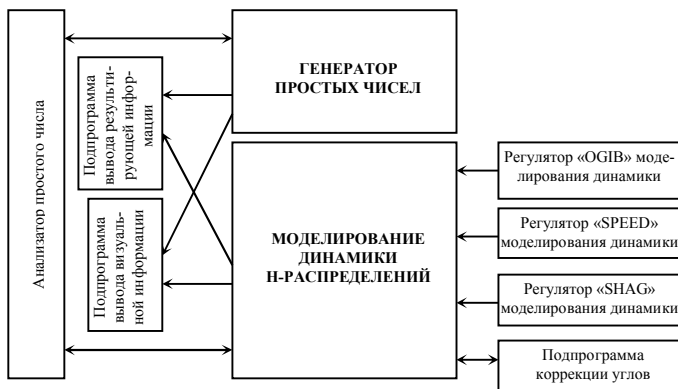 Анализатор простого числа
Подпрограмма
вывода результи-
рующей инфор-
мации
Подпрограмма
вывода визуаль-
ной информации
ГЕНЕРАТОР
ПРОСТЫХ ЧИСЕЛ
МОДЕЛИРОВАНИЕ
ДИНАМИКИ
Н-РАСПРЕДЕЛЕНИЙ
Регулятор «OGIB» моде-
лирования динамики
Регулятор «SPEED»
моделирования динамики
Регулятор «SHAG»
моделирования динамики
Подпрограмма
коррекции углов